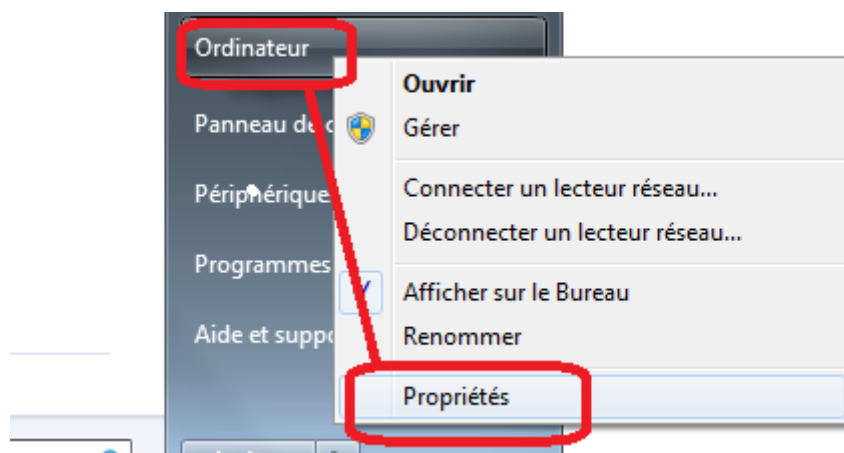 Ordinateur
Ouvrir
Panneau de
Gérer
Périphérique
Connecter un lecteur réseau...
Déconnecter un lecteur réseau...
Programmes
Afficher sur le Bureau
Aide et supp
Renommer
Propriétés